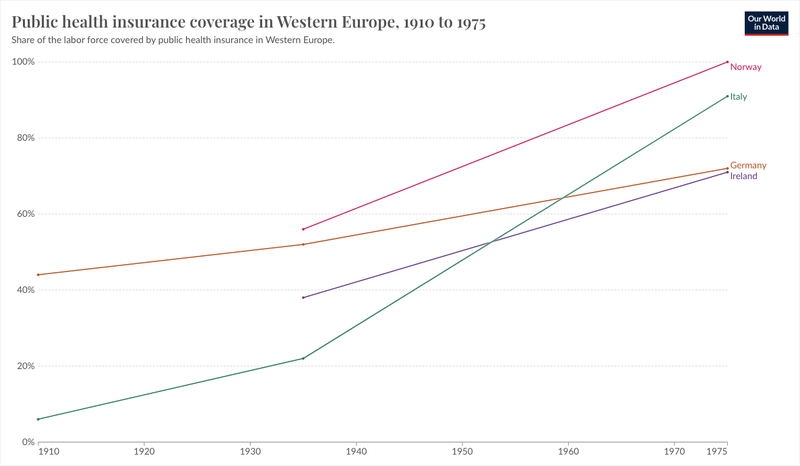 Public health insurance coverage in Western Europe, 1910 to 1975
Share of the labor force covered by public health insurance in Western Europe.
Our World
in Data
100%
80%
60%
40%
20%
0%
Norway
Italy
Germany
Ireland
1910 1920 1930 1940 1950 1960 1970 1975